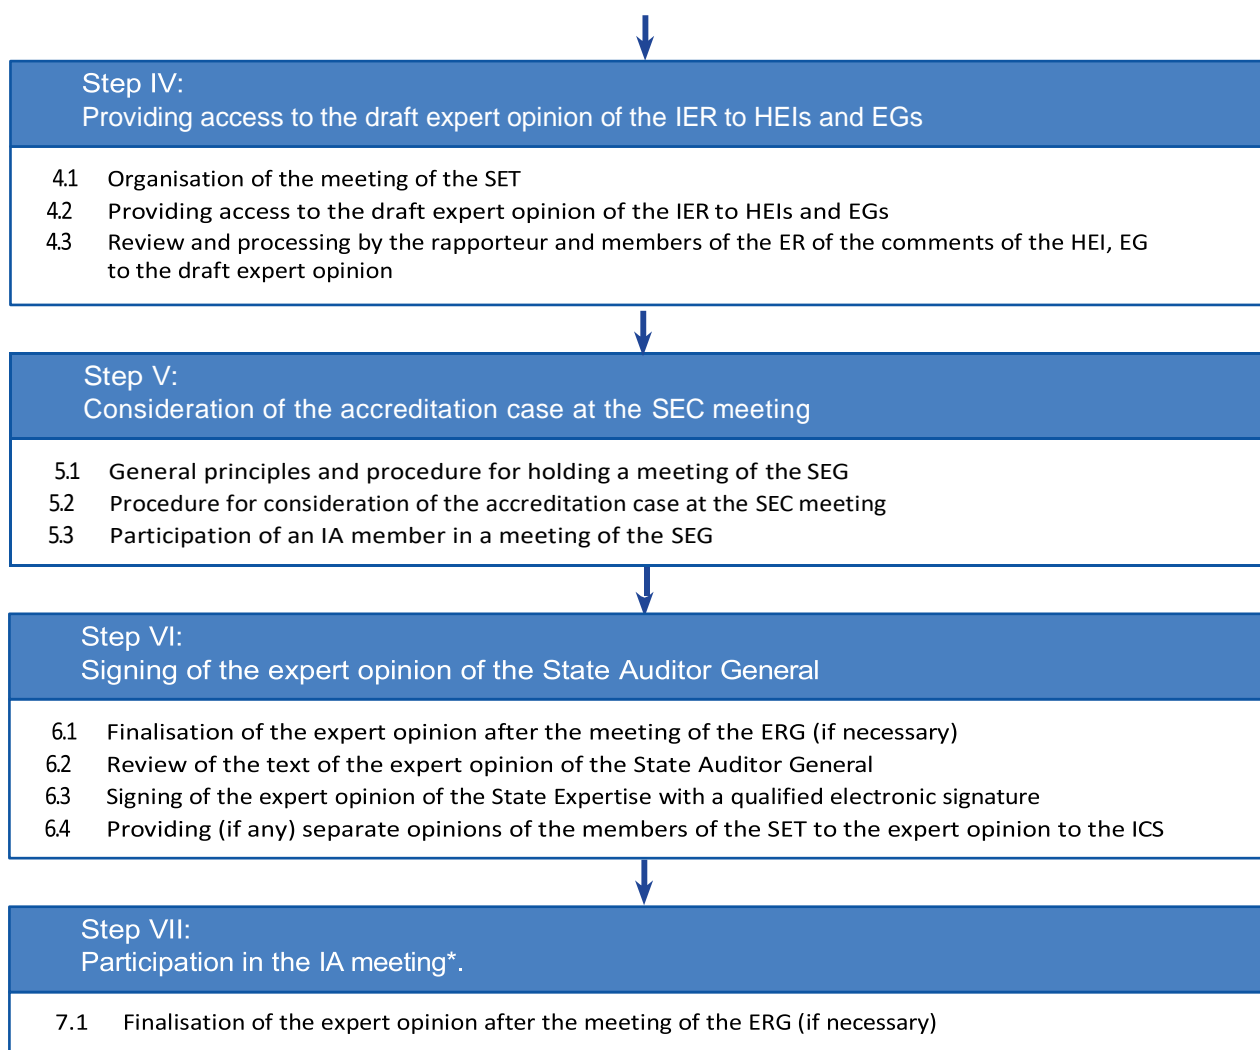 Step IV:
Providing access to the draft expert opinion of the IER to HEIs and EGs
4.1 Organisation of the meeting of the SET
4.2 Providing access to the draft expert opinion of the IER to HEIs and EGs
4.3 Review and processing by the rapporteur and members of the ER of the comments of the HEI, EG
to the draft expert opinion
Step V:
Consideration of the accreditation case at the SEC meeting
5.1 General principles and procedure for holding a meeting of the SEG
5.2 Procedure for consideration of the accreditation case at the SEC meeting
5.3 Participation of an IA member in a meeting of the SEG
Step VI:
Signing of the expert opinion of the State Auditor General
6.1 Finalisation of the expert opinion after the meeting of the ERG (if necessary)
6.2 Review of the text of the expert opinion of the State Auditor General
6.3 Signing of the expert opinion of the State Expertise with a qualified electronic signature
6.4 Providing (if any) separate opinions of the members of the SET to the expert opinion to the ICS
Step VII:
Participation in the IA meeting*.
7.1 Finalisation of the expert opinion after the meeting of the ERG (if necessary)